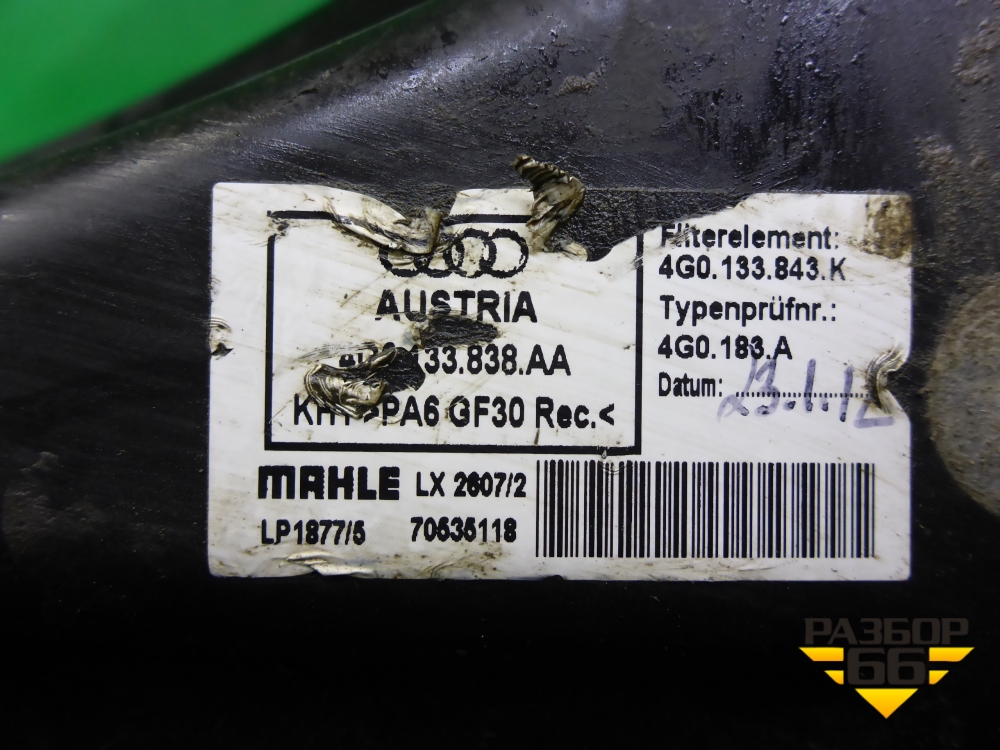 AUSTRIA
133.838.AA
>PA6 GF30 Rec.<
Filterelement:
4G0.133.843.K
Typenprüfnr.:
4G0.183.A
Datum:
MAHLE LX 2607/2
LP1877/5 70535118
РАЗБОР
66